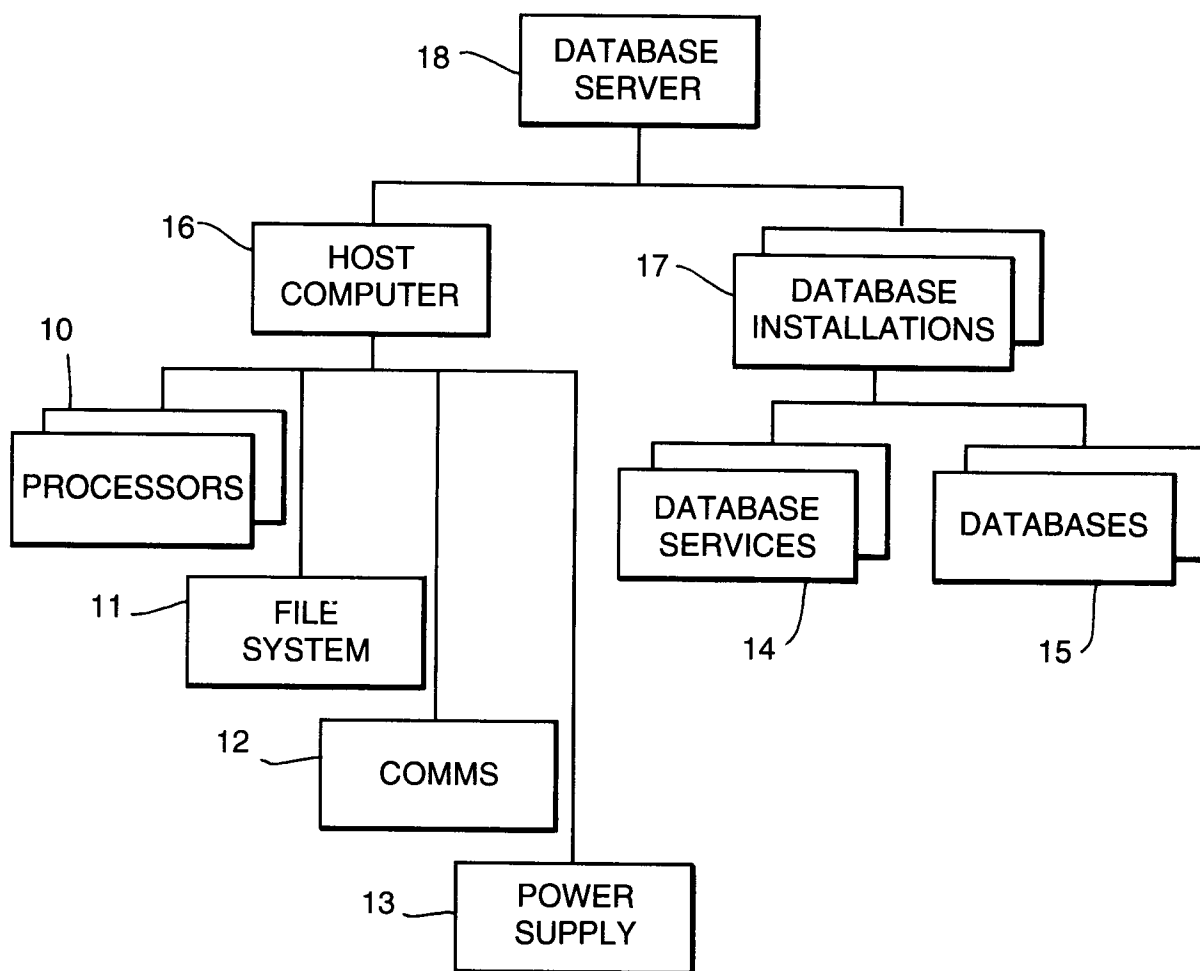 18
DATABASE
SERVER
16
HOST
COMPUTER
17
DATABASE
INSTALLATIONS
10
PROCESSORS
DATABASE
SERVICES
14
DATABASES
15
11
FILE
SYSTEM
12
COMMS
13
POWER
SUPPLY